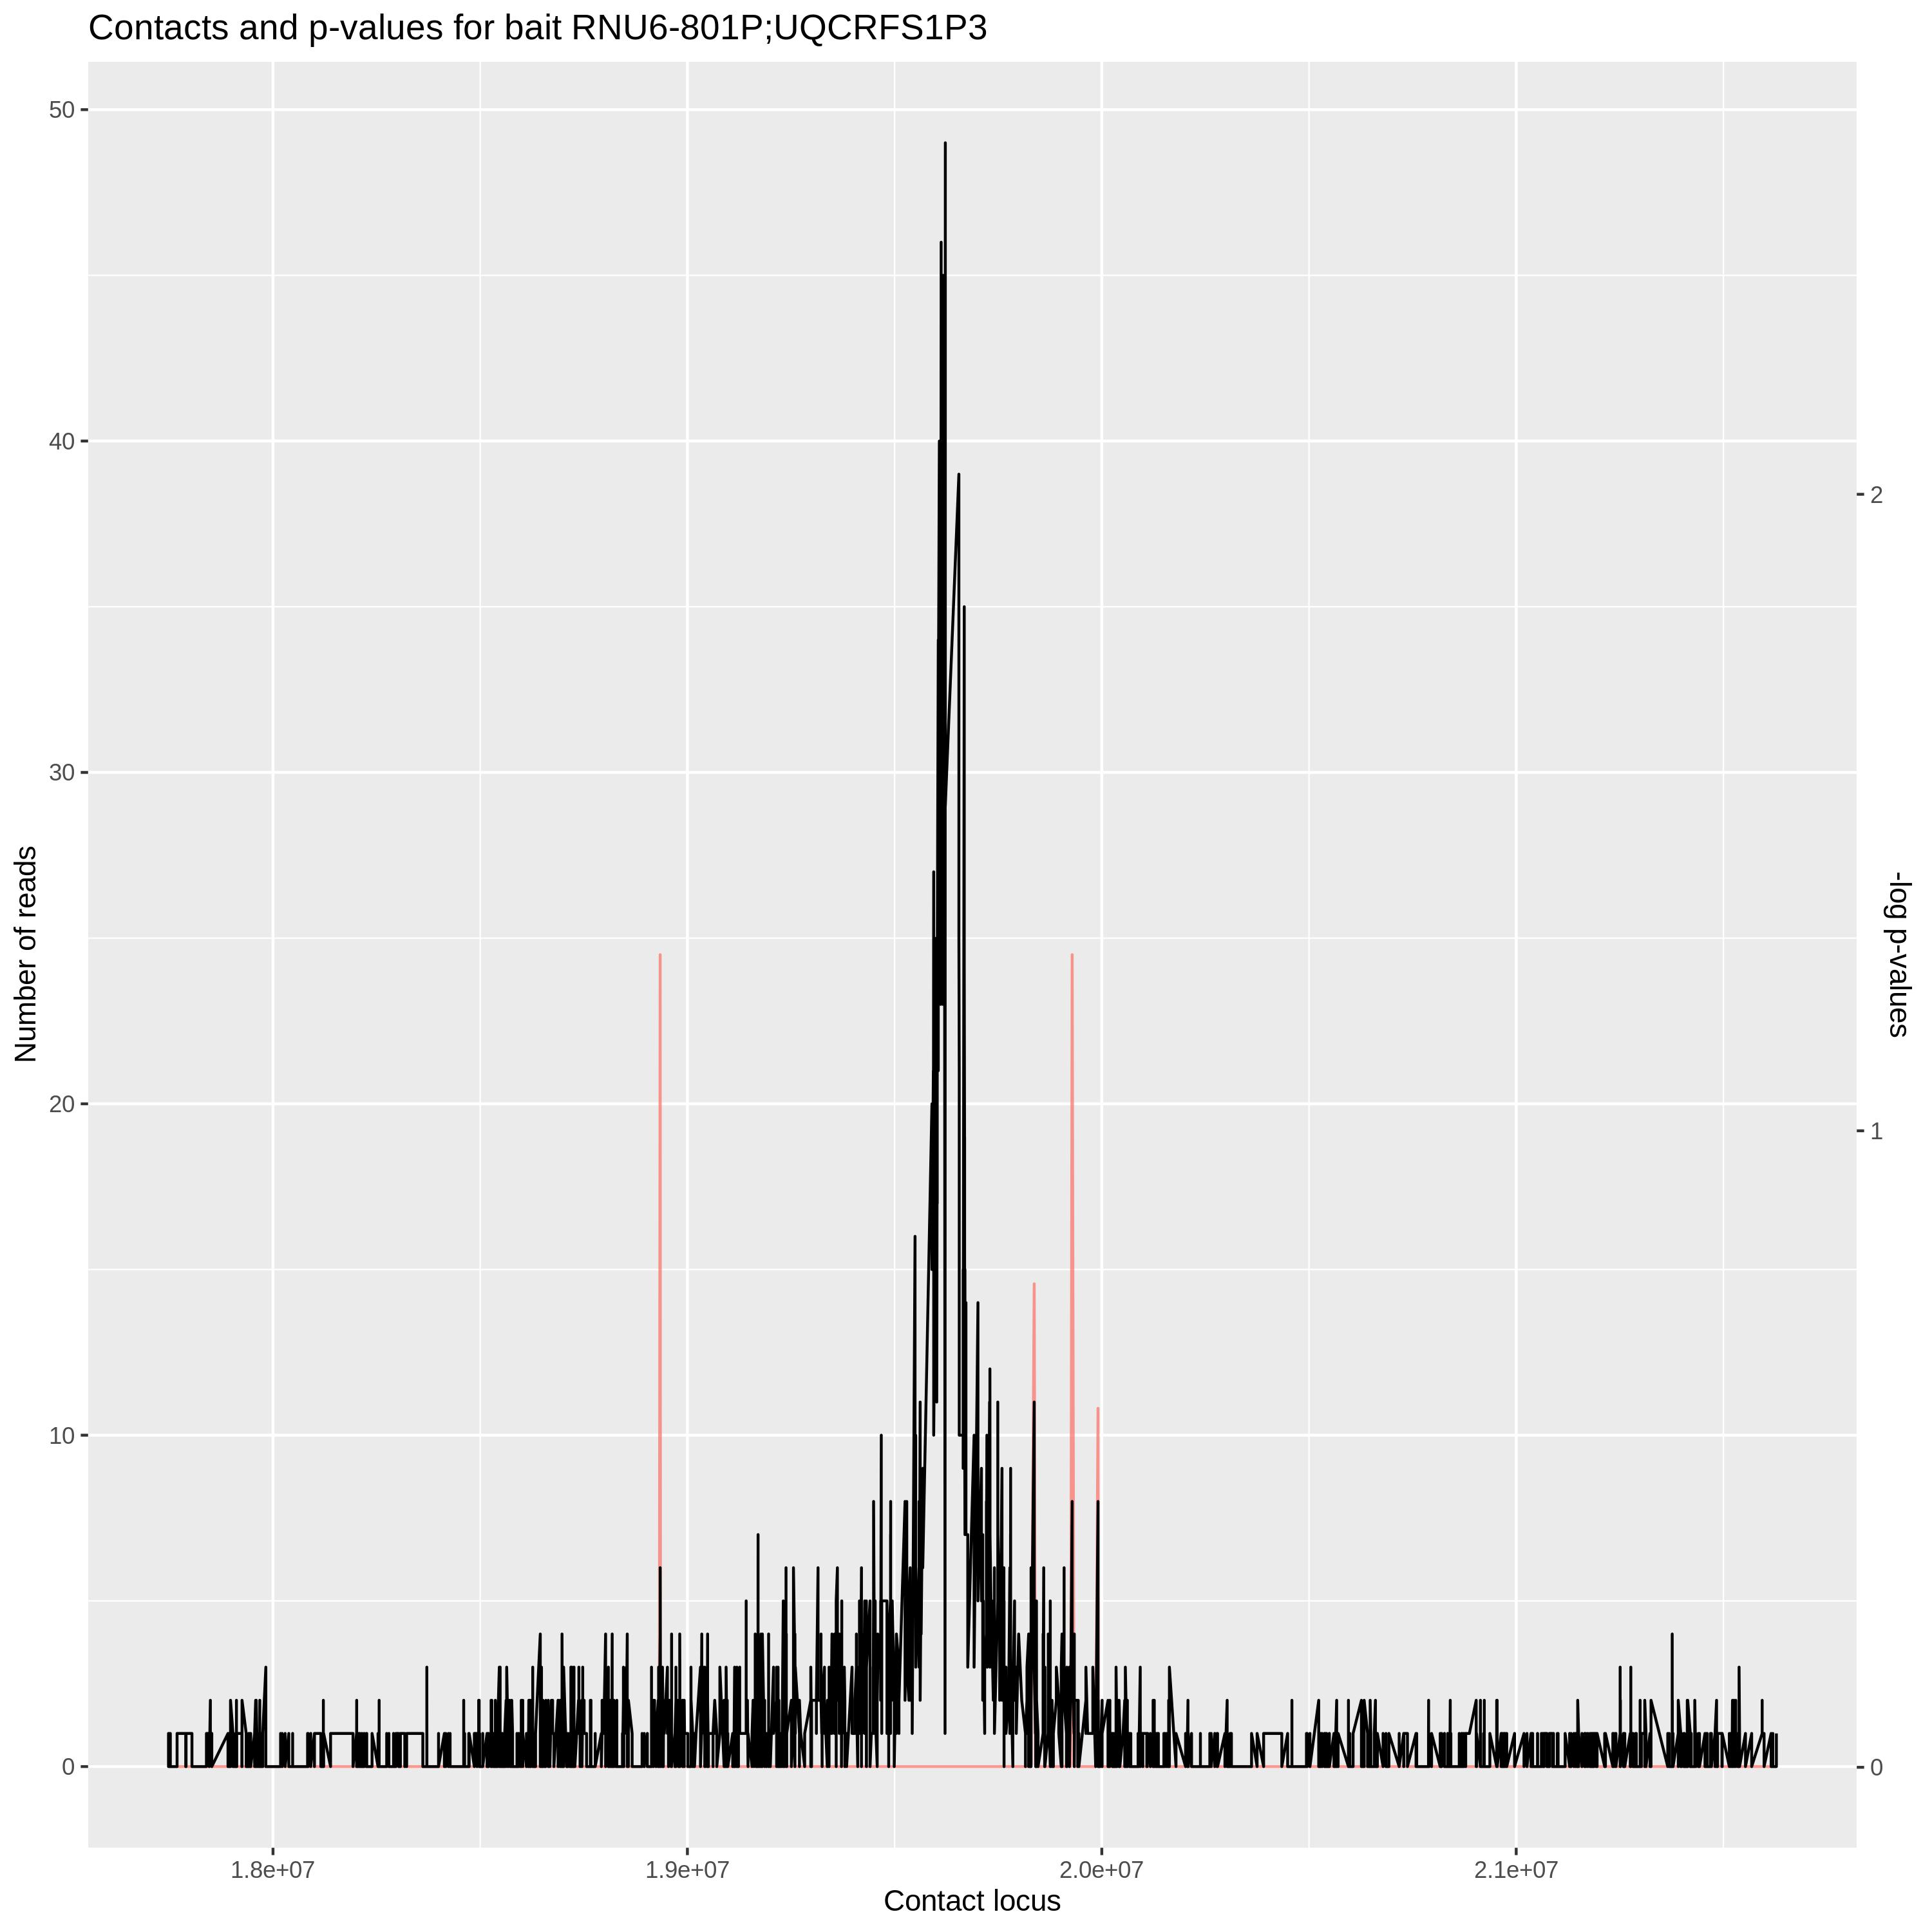 Contacts and p-values for bait RNU6-801P;UQCRFS1P3
50
40
30
20
10
0
Number of reads
2
1
0
-log p-values
1.8e+07
1.9e+07
2.0e+07
2.1e+07
Contact locus